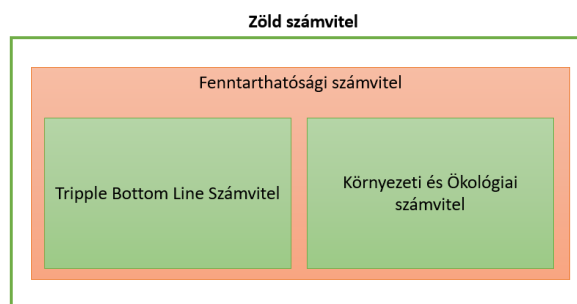 Zöld számvitel
Fenntarthatósági számvitel
Tripple Bottom Line Számvitel
Környezeti és Ökológiai
számvitel